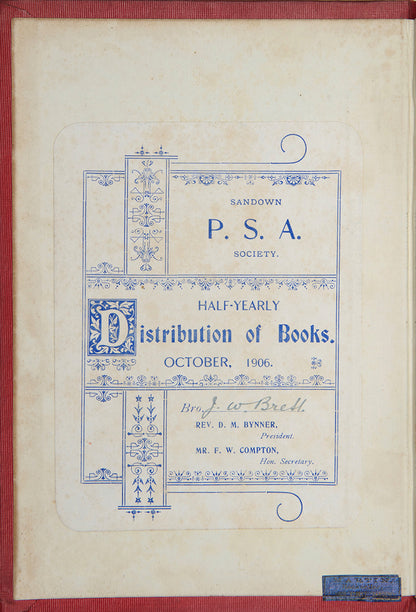 SANDOWN
P. S. A.
SOCIETY.
HALF-YEARLY
Distribution of Books.
OCTOBER, 1906.
Bro. J. W. Brett.
REV. D. M. BYNNER,
President.
MR. F. W. COMPTON,
Hon. Secretary.